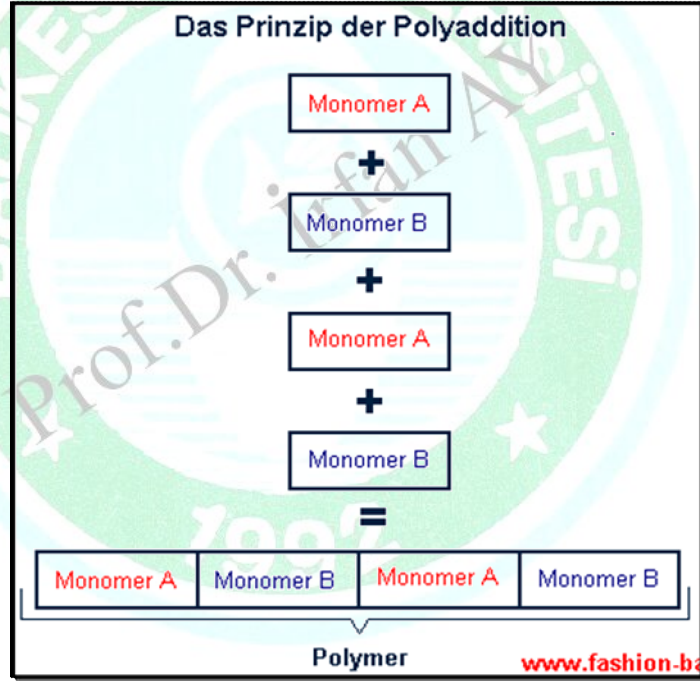 Das Prinzip der Polyaddition
Monomer A
+
Monomer B
+
Monomer A
+
Monomer B
=
Monomer A Monomer B Monomer A Monomer B
Polymer
Prof.Dr. İrfan AY
1992
www.fashion-ba